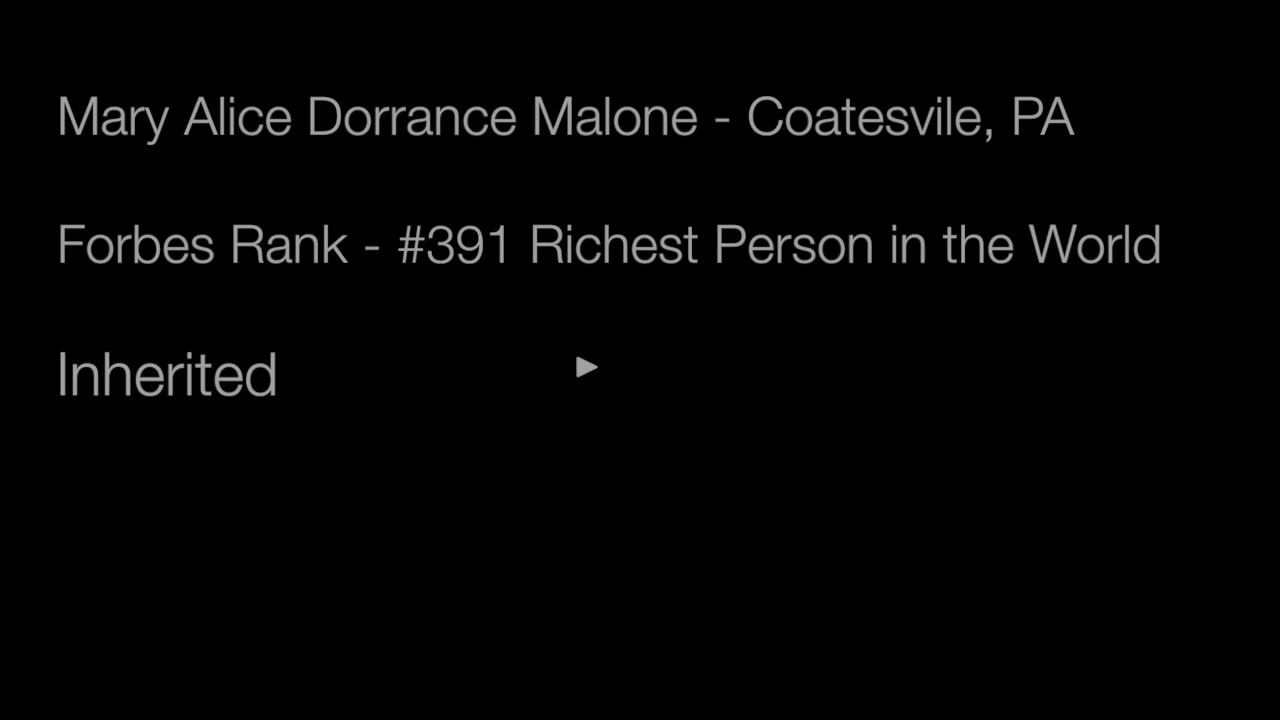 Mary Alice Dorrance Malone - Coatesvile, PA
Forbes Rank - #391 Richest Person in the World
Inherited